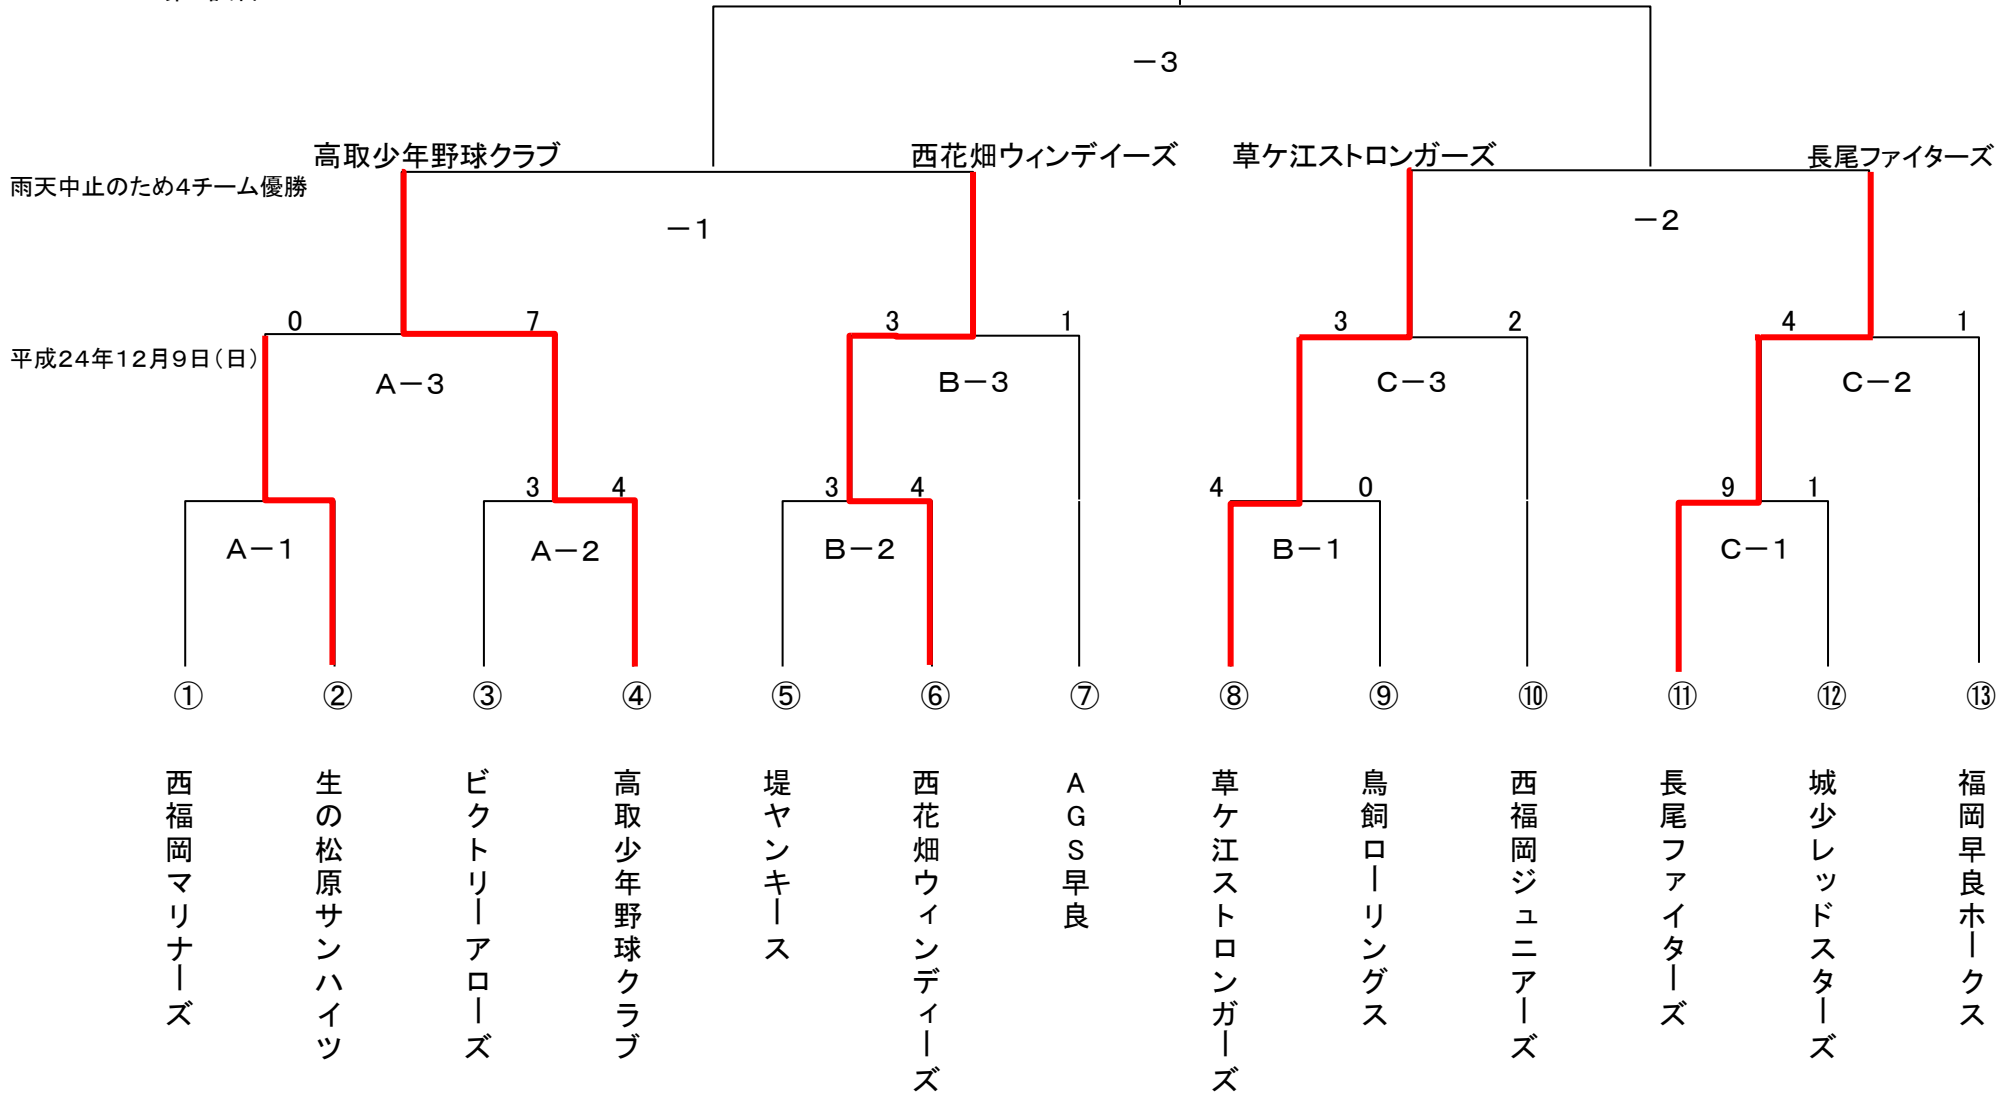 －3
高取少年野球クラブ
西花畑ウィンデイーズ
草ケ江ストロンガーズ
長尾ファイターズ
雨天中止のため4チーム優勝
－1
－2
0
7
3
1
3
2
4
1
平成24年12月9日（日）
A－3
B－3
C－3
C－2
3
4
3
4
4
0
9
1
A－1
A－2
B－2
B－1
C－1
①
②
③
④
⑤
⑥
⑦
⑧
⑨
⑩
⑪
⑫
⑬
西福岡マリナーズ
生の松原サンハイツ
ビクトリーアローズ
高取少年野球クラブ
堤ヤンキース
西花畑ウィンディーズ
AGS早良
草ケ江ストロンガーズ
鳥飼ローリングス
西福岡ジュニアーズ
長尾ファイターズ
城少レッドスターズ
福岡早良ホークス